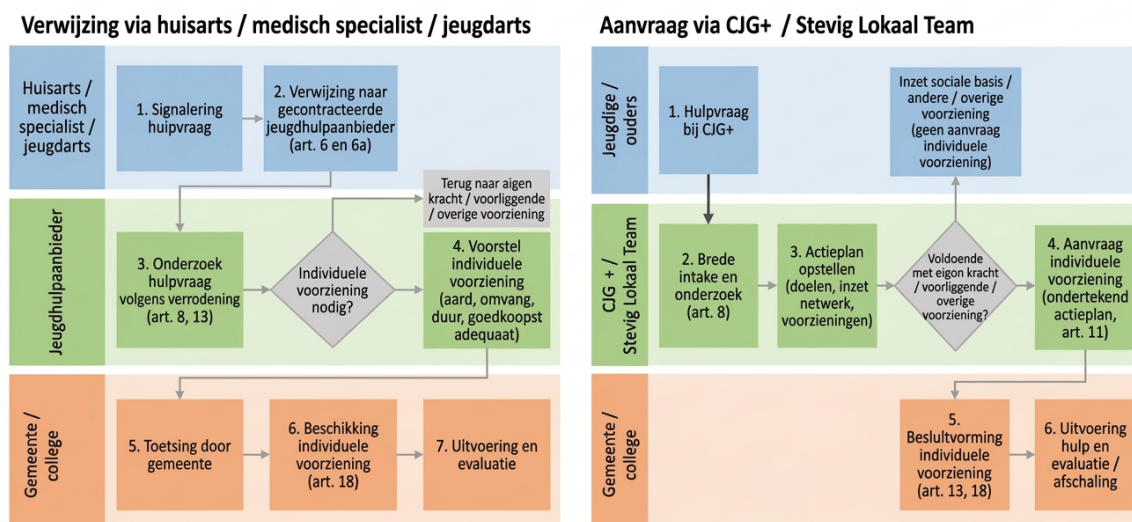 Verwijzing via huisarts / medisch specialist / jeugdarts
Huisarts /
medisch
specialist /
jeugdarts
1. Signalering
huipvraag
2. Verwijzing naar
gecontracteerde
jeugdhulpaanbieder
(art. 6 en 6a)
Terug naar aigen
kracht / voorliggende
/ overige voorziening
Jeugdhulpaanbieder
3. Onderzoek
hulpvraag
volgens verrodening
(art. 8, 13)
Individuele
voorziening
nodig?
4. Voorstel
individuele
voorziening
(aard, omvang,
duur, goedkoopst
adequaat)
Gemeente /
college
5. Toetsing door
gemeente
6. Beschikking
individuele
voorziening
(art. 18)
7. Uitvoering en
evaluatie
Aanvraag via CJG+ / Stevig Lokaal Team
Jeugdige /
ouders
1. Hulpvraag
bij CJG+
Inzet sociale basis /
andere / overige
voorziening
(geen aanvraag
individuele
voorziening)
CJG + /
Stevig Lokaal Team
2. Brede
intake en
onderzoek
(art. 8)
3. Actieplan
opstellen
(doelen, inzet
netwerk,
voorzieningen)
Voldoende
met eigon kracht
/ voorliggende /
overige
voorziening?
4. Aanvraag
individuele
voorziening
(ondertekend
actieplan,
art. 11)
Gemeente/
college
5.
Beslultvorming
individuele
voorziening
(art. 13, 18)
6. Uitvoering
hulp en
evaluatie /
afschaling